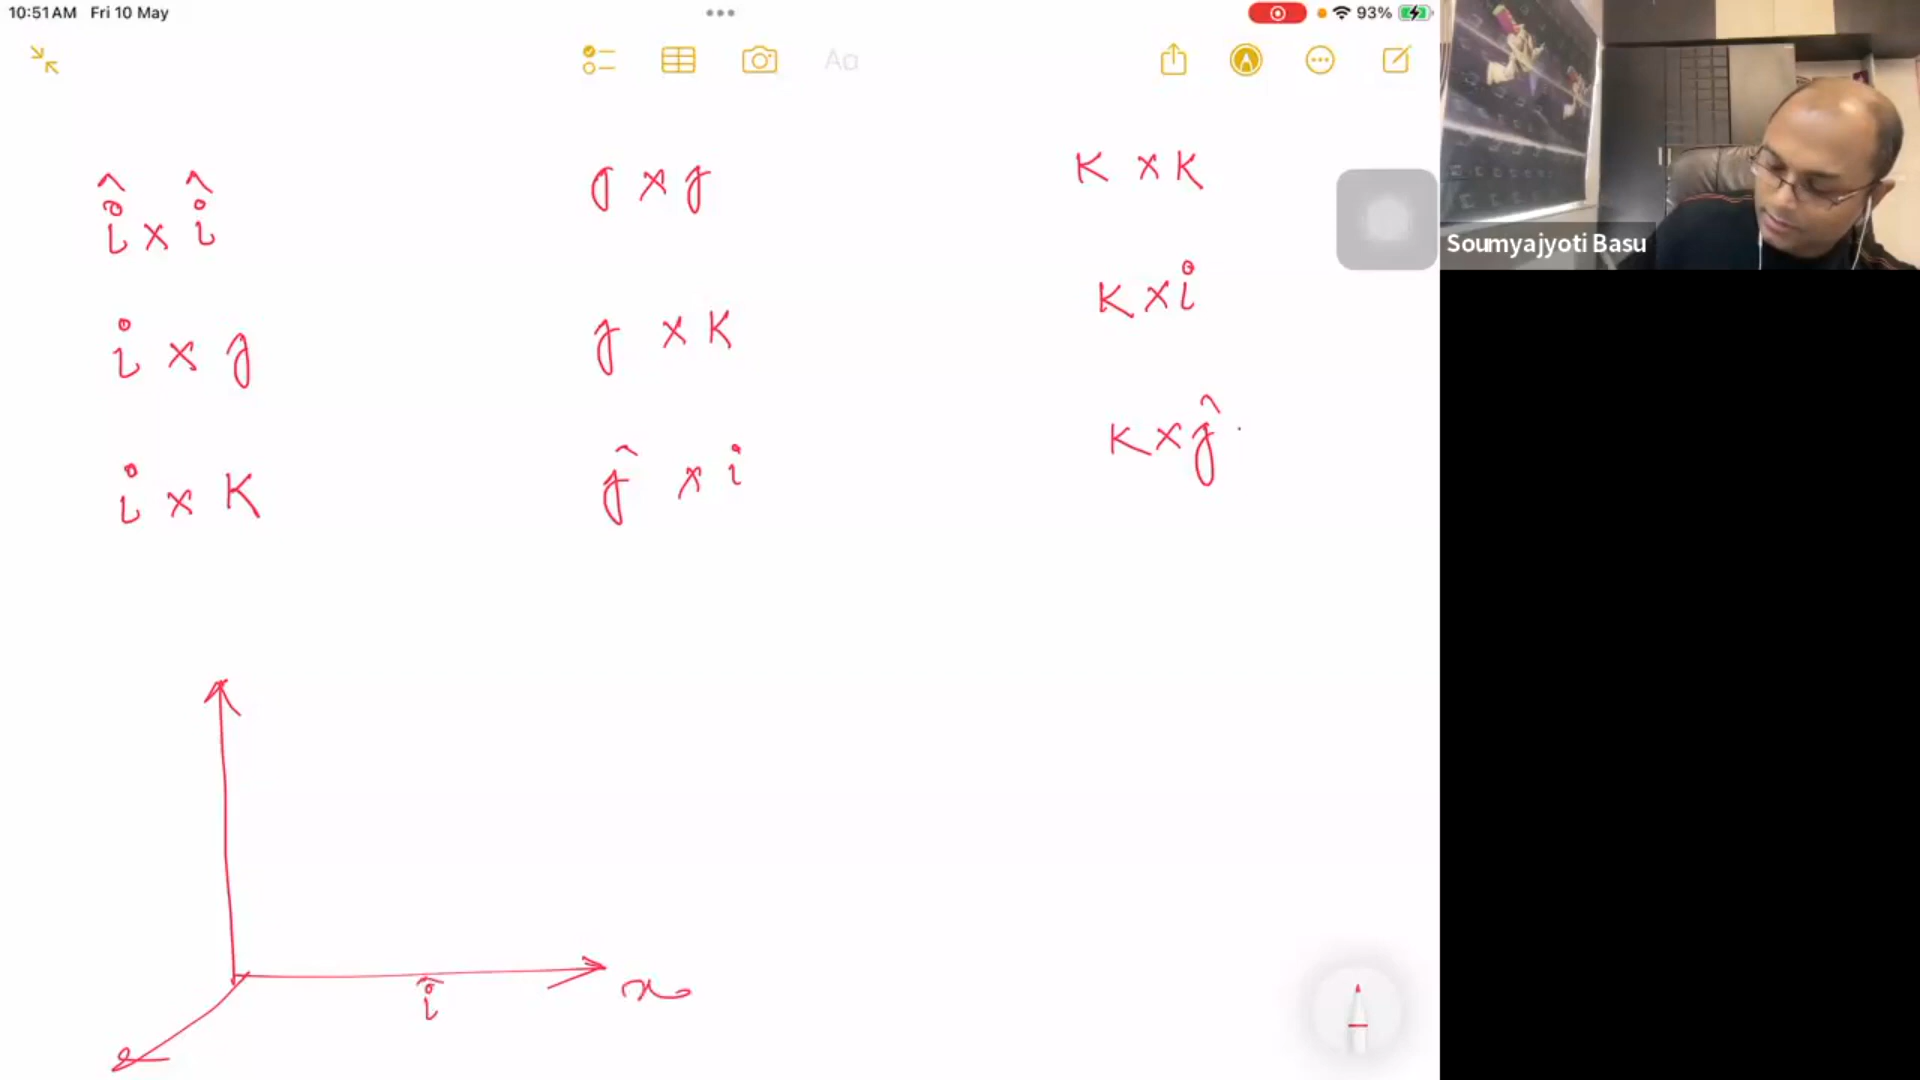 10:51 AM Fri 10 May
93%
Aa
î × î
j × j
K × K
Soumyajyoti Basu
i × j
j × K
K × i
i × K
ĵ × i
K × ĵ
î
x